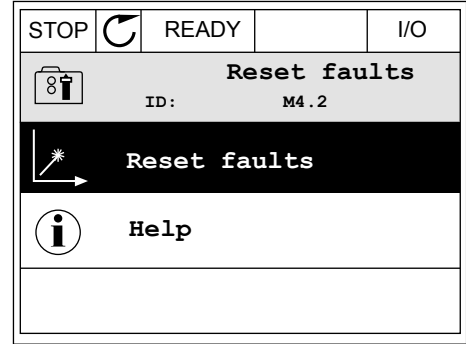 STOP READY I/O
Reset faults
ID: M4.2
Reset faults
Help